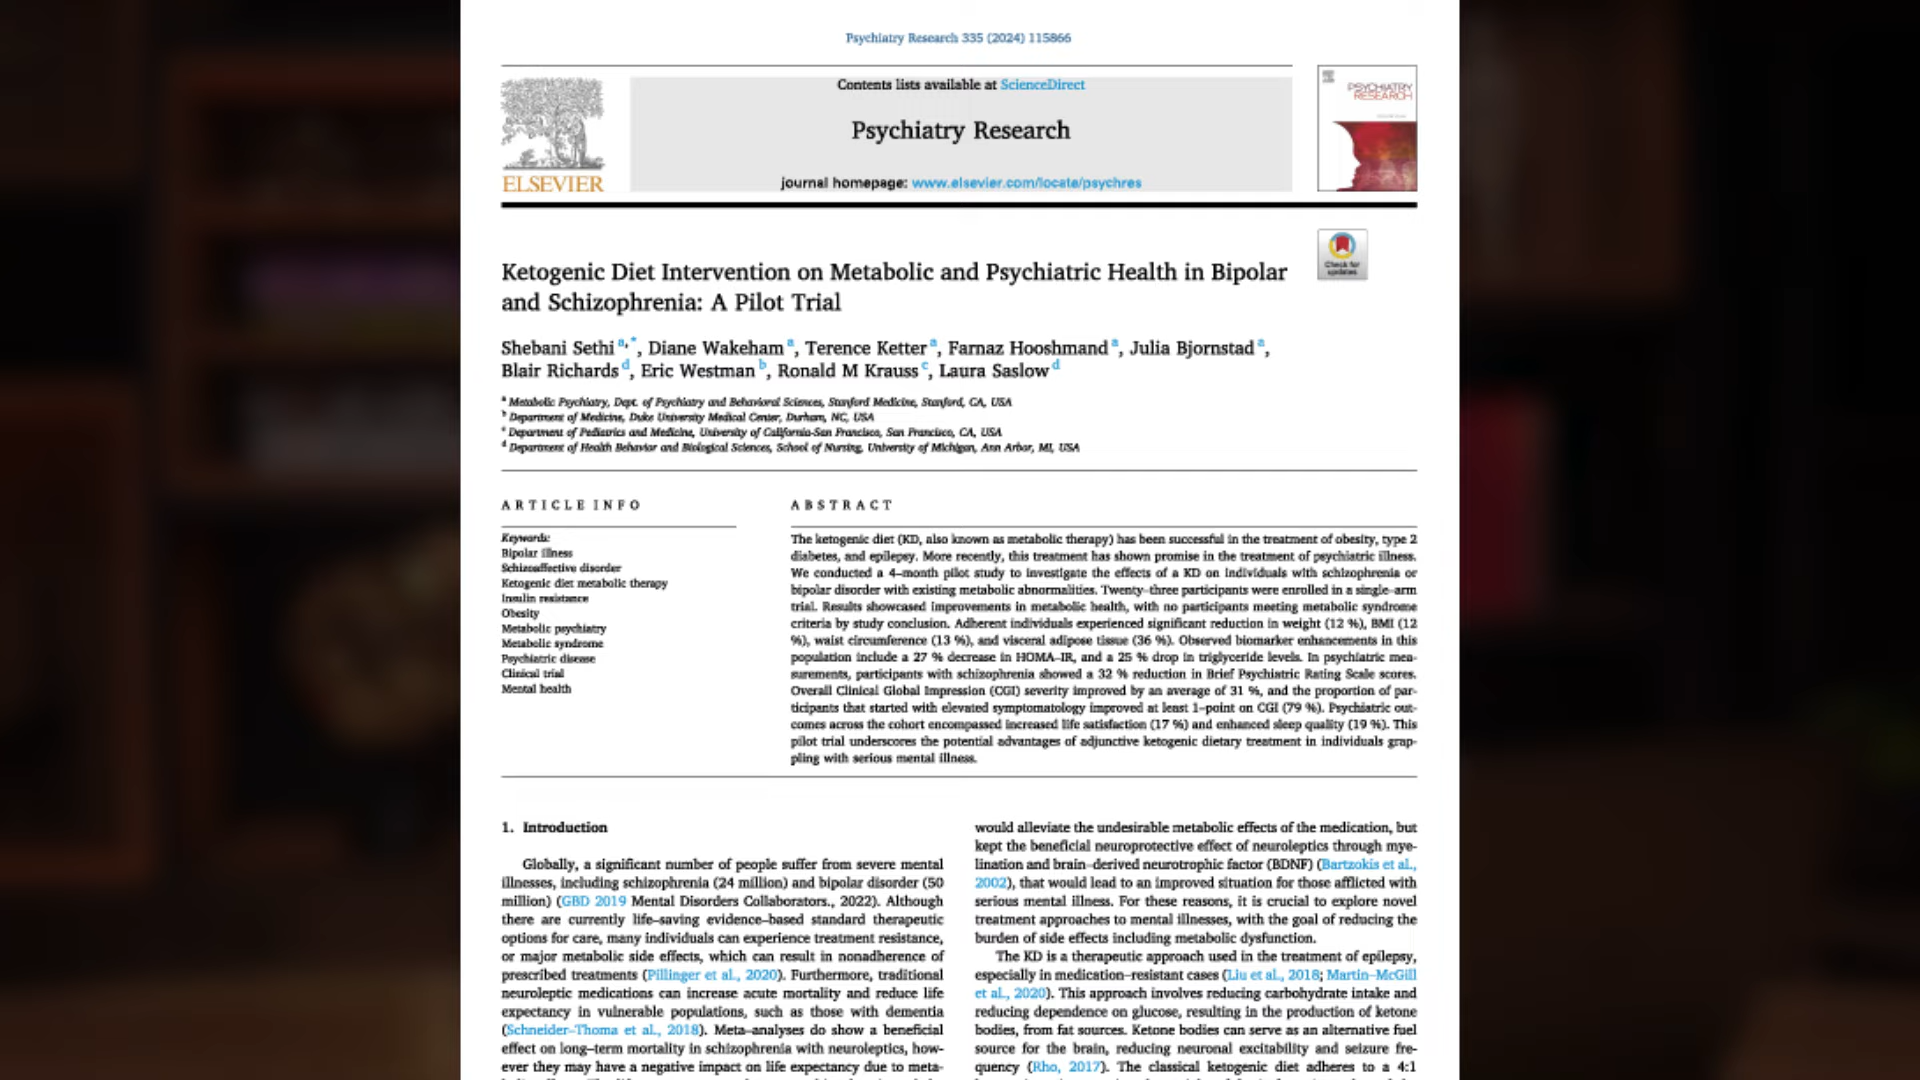 Psychiatry Research 335 (2024) 115866
Contents lists available at ScienceDirect
Psychiatry Research
journal homepage: www.elsevier.com/locate/psychres
ELSEVIER
PSYCHIATRY
RESEARCH
Check for
updates
Ketogenic Diet Intervention on Metabolic and Psychiatric Health in Bipolar
and Schizophrenia: A Pilot Trial
Shebani Sethi a,*, Diane Wakeham a, Terence Ketter a, Farnaz Hooshmand a, Julia Bjornstad a,
Blair Richards d, Eric Westman b, Ronald M Krauss c, Laura Saslow d
a Metabolic Psychiatry, Dept. of Psychiatry and Behavioral Sciences, Stanford Medicine, Stanford, CA, USA
b Department of Medicine, Duke University Medical Center, Durham, NC, USA
c Department of Pediatrics and Medicine, University of California-San Francisco, San Francisco, CA, USA
d Department of Health Behavior and Biological Sciences, School of Nursing, University of Michigan, Ann Arbor, MI, USA
ARTICLE INFO
Keywords:
Bipolar illness
Schizoaffective disorder
Ketogenic diet metabolic therapy
Insulin resistance
Obesity
Metabolic psychiatry
Metabolic syndrome
Psychiatric disease
Clinical trial
Mental health
ABSTRACT
The ketogenic diet (KD, also known as metabolic therapy) has been successful in the treatment of obesity, type 2
diabetes, and epilepsy. More recently, this treatment has shown promise in the treatment of psychiatric illness.
We conducted a 4-month pilot study to investigate the effects of a KD on individuals with schizophrenia or
bipolar disorder with existing metabolic abnormalities. Twenty-three participants were enrolled in a single-arm
trial. Results showcased improvements in metabolic health, with no participants meeting metabolic syndrome
criteria by study conclusion. Adherent individuals experienced significant reduction in weight (12 %), BMI (12
%), waist circumference (13 %), and visceral adipose tissue (36 %). Observed biomarker enhancements in this
population include a 27 % decrease in HOMA-IR, and a 25 % drop in triglyceride levels. In psychiatric mea-
surements, participants with schizophrenia showed a 32 % reduction in Brief Psychiatric Rating Scale scores.
Overall Clinical Global Impression (CGI) severity improved by an average of 31 %, and the proportion of par-
ticipants that started with elevated symptomatology improved at least 1-point on CGI (79 %). Psychiatric out-
comes across the cohort encompassed increased life satisfaction (17 %) and enhanced sleep quality (19 %). This
pilot trial underscores the potential advantages of adjunctive ketogenic dietary treatment in individuals grap-
pling with serious mental illness.
1. Introduction
Globally, a significant number of people suffer from severe mental
illnesses, including schizophrenia (24 million) and bipolar disorder (50
million) (GBD 2019 Mental Disorders Collaborators., 2022). Although
there are currently life-saving evidence-based standard therapeutic
options for care, many individuals can experience treatment resistance,
or major metabolic side effects, which can result in nonadherence of
prescribed treatments (Pillinger et al., 2020). Furthermore, traditional
neuroleptic medications can increase acute mortality and reduce life
expectancy in vulnerable populations, such as those with dementia
(Schneider-Thoma et al., 2018). Meta-analyses do show a beneficial
effect on long-term mortality in schizophrenia with neuroleptics, how-
ever they may have a negative impact on life expectancy due to meta-
would alleviate the undesirable metabolic effects of the medication, but
kept the beneficial neuroprotective effect of neuroleptics through mye-
lination and brain-derived neurotrophic factor (BDNF) (Bartzokis et al.,
2002), that would lead to an improved situation for those afflicted with
serious mental illness. For these reasons, it is crucial to explore novel
treatment approaches to mental illnesses, with the goal of reducing the
burden of side effects including metabolic dysfunction.
The KD is a therapeutic approach used in the treatment of epilepsy,
especially in medication-resistant cases (Liu et al., 2018; Martin-McGill
et al., 2020). This approach involves reducing carbohydrate intake and
reducing dependence on glucose, resulting in the production of ketone
bodies, from fat sources. Ketone bodies can serve as an alternative fuel
source for the brain, reducing neuronal excitability and seizure fre-
quency (Rho, 2017). The classical ketogenic diet adheres to a 4:1